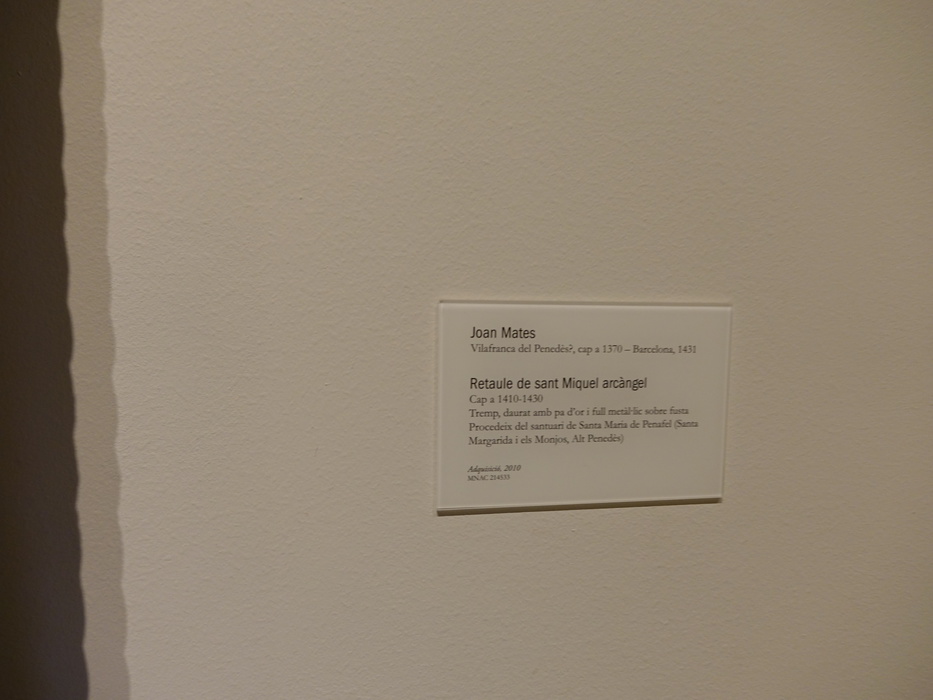 Joan Mates
Vilafranca del Penedès?, cap a 1370 – Barcelona, 1431
Retaule de sant Miquel arcàngel
Cap a 1410-1430
Tremp, daurat amb pa d'or i full metàl·lic sobre fusta
Procedeix del santuari de Santa Maria de Penafel (Santa
Margarida i els Monjos, Alt Penedès)
Adquisició, 2010
MNAC